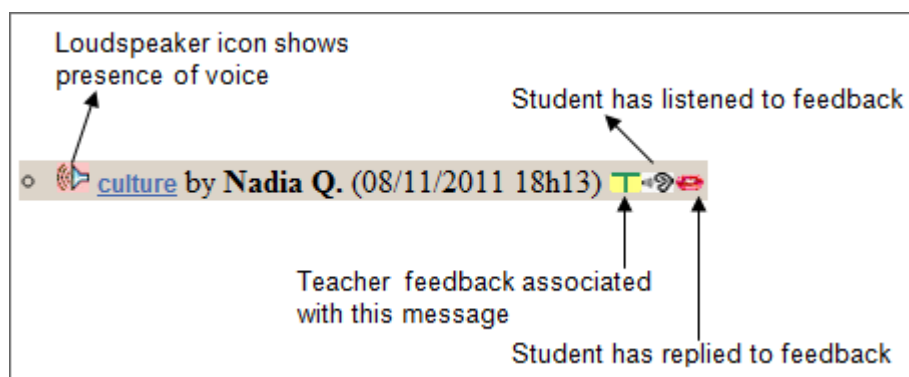 Loudspeaker icon shows
presence of voice
Student has listened to feedback
culture by Nadia Q. (08/11/2011 18h13) T
Teacher feedback associated
with this message
Student has replied to feedback